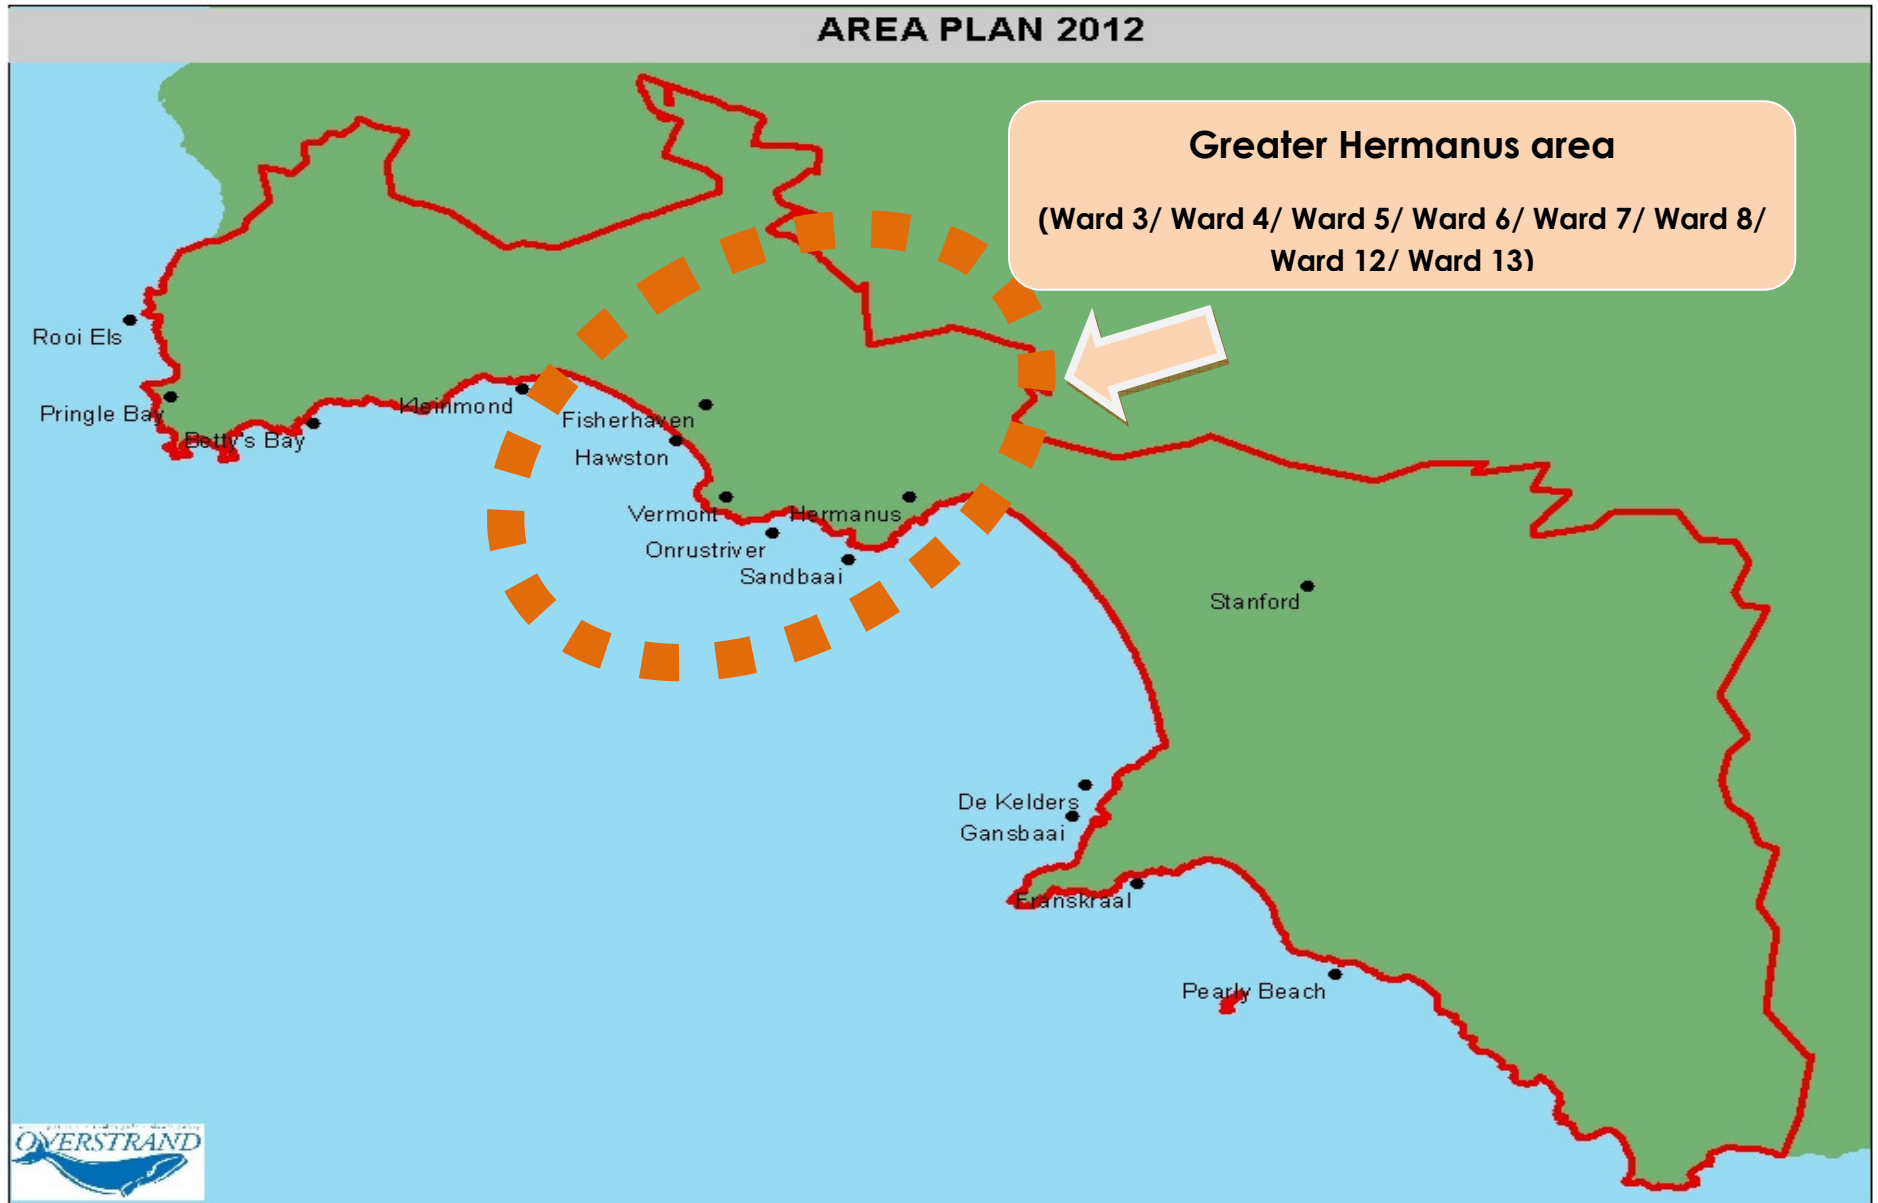 AREA PLAN 2012
Greater Hermanus area
(Ward 3/ Ward 4/ Ward 5/ Ward 6/ Ward 7/ Ward 8/
Ward 12/ Ward 13)
Rooi Els
Pringle Bay
Betty's Bay
Kleinmond
Fisherhaven
Hawston
Vermont
Hermanus
Onrustriver
Sandbaai
Stanford
De Kelders
Gansbaai
Franskraal
Pearly Beach
OVERSTRAND